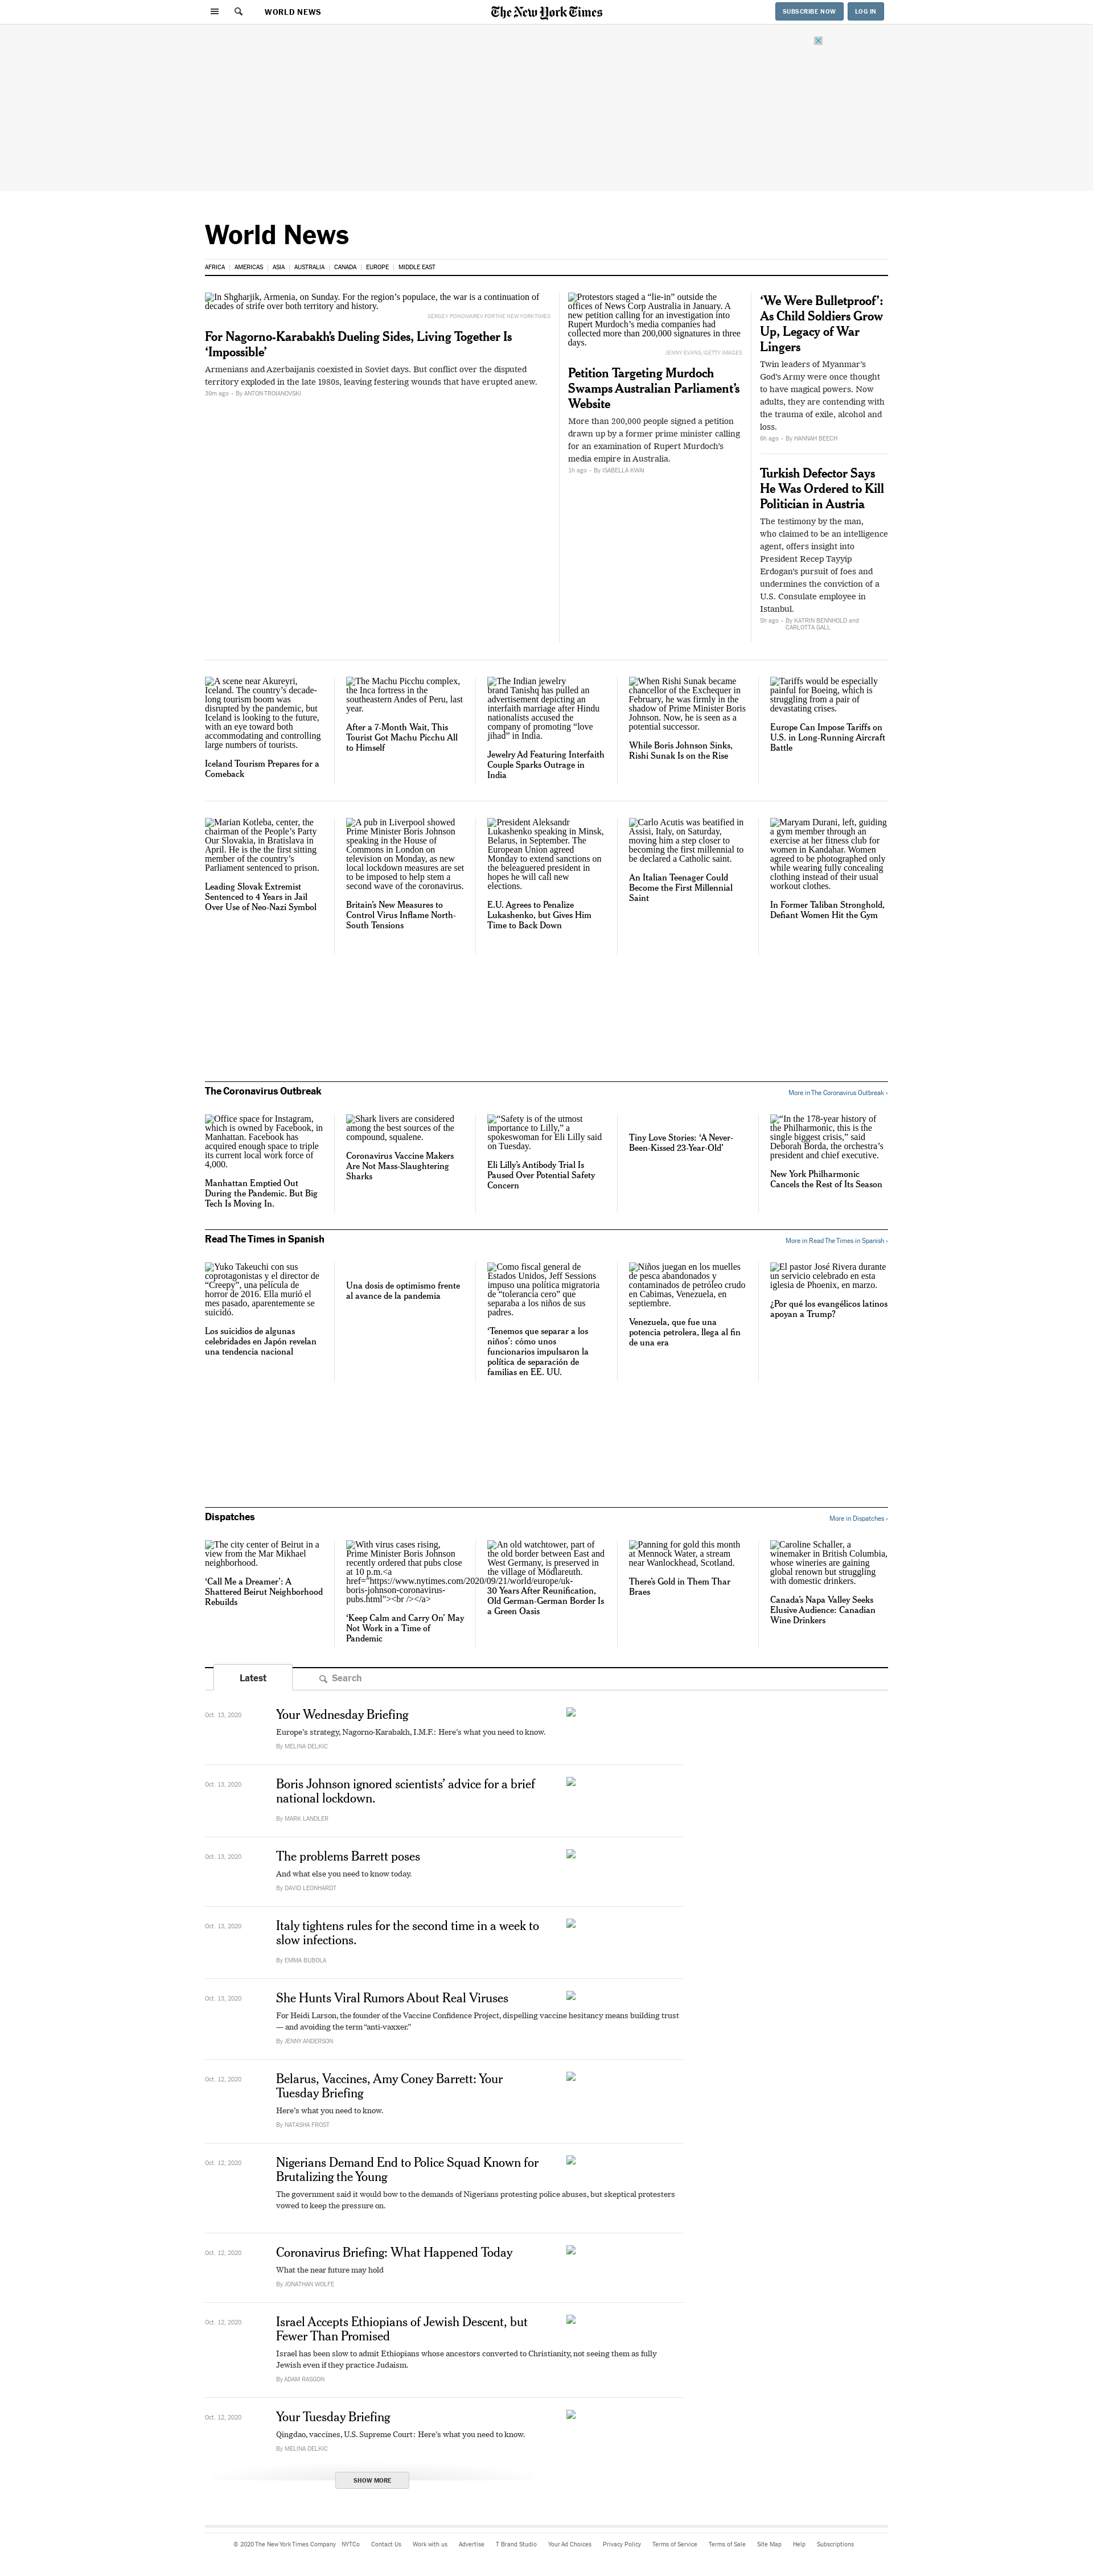 WORLD NEWS
The New York Times
SUBSCRIBE NOW
LOG IN
World News
AFRICA
AMERICAS
ASIA
AUSTRALIA
CANADA
EUROPE
MIDDLE EAST
In Shgharjik, Armenia, on Sunday. For the region's populace, the war is a continuation of
decades of strife over both territory and history.
SERGEY PONOMAREV FOR THE NEW YORK TIMES
For Nagorno-Karabakh's Dueling Sides, Living Together Is
'Impossible'
Armenians and Azerbaijanis coexisted in Soviet days. But conflict over the disputed
territory exploded in the late 1980s, leaving festering wounds that have erupted anew.
39m ago - By ANTON TROIANOVSKI
Protestors staged a "lie-in" outside the
offices of News Corp Australia in January. A
new petition calling for an investigation into
Rupert Murdoch's media companies had
collected more than 200,000 signatures in three
days.
JENNY EVANS/GETTY IMAGES
Petition Targeting Murdoch
Swamps Australian Parliament's
Website
More than 200,000 people signed a petition
drawn up by a former prime minister calling
for an examination of Rupert Murdoch's
media empire in Australia.
1h ago - By ISABELLA KWAI
'We Were Bulletproof':
As Child Soldiers Grow
Up, Legacy of War
Lingers
Twin leaders of Myanmar's
God's Army were once thought
to have magical powers. Now
adults, they are contending with
the trauma of exile, alcohol and
loss.
6h ago - By HANNAH BEECH
Turkish Defector Says
He Was Ordered to Kill
Politician in Austria
The testimony by the man,
who claimed to be an intelligence
agent, offers insight into
President Recep Tayyip
Erdogan's pursuit of foes and
undermines the conviction of a
U.S. Consulate employee in
Istanbul.
5h ago - By KATRIN BENNHOLD and
CARLOTTA GALL
A scene near Akureyri,
Iceland. The country's decade-
long tourism boom was
disrupted by the pandemic, but
Iceland is looking to the future,
with an eye toward both
accommodating and controlling
large numbers of tourists.
Iceland Tourism Prepares for a
Comeback
The Machu Picchu complex,
the Inca fortress in the
southeastern Andes of Peru, last
year.
After a 7-Month Wait, This
Tourist Got Machu Picchu All
to Himself
The Indian jewelry
brand Tanishq has pulled an
advertisement depicting an
interfaith marriage after Hindu
nationalists accused the
company of promoting "love
jihad" in India.
Jewelry Ad Featuring Interfaith
Couple Sparks Outrage in
India
When Rishi Sunak became
chancellor of the Exchequer in
February, he was firmly in the
shadow of Prime Minister Boris
Johnson. Now, he is seen as a
potential successor.
While Boris Johnson Sinks,
Rishi Sunak Is on the Rise
Tariffs would be especially
painful for Boeing, which is
struggling from a pair of
devastating crises.
Europe Can Impose Tariffs on
U.S. in Long-Running Aircraft
Battle
Marian Kotleba, center, the
chairman of the People's Party
Our Slovakia, in Bratislava in
April. He is the the first sitting
member of the country's
Parliament sentenced to prison.
Leading Slovak Extremist
Sentenced to 4 Years in Jail
Over Use of Neo-Nazi Symbol
A pub in Liverpool showed
Prime Minister Boris Johnson
speaking in the House of
Commons in London on
television on Monday, as new
local lockdown measures are set
to be imposed to help stem a
second wave of the coronavirus.
Britain's New Measures to
Control Virus Inflame North-
South Tensions
President Aleksandr
Lukashenko speaking in Minsk,
Belarus, in September. The
European Union agreed
Monday to extend sanctions on
the beleaguered president in
hopes he will call new
elections.
E.U. Agrees to Penalize
Lukashenko, but Gives Him
Time to Back Down
Carlo Acutis was beatified in
Assisi, Italy, on Saturday,
moving him a step closer to
becoming the first millennial to
be declared a Catholic saint.
An Italian Teenager Could
Become the First Millennial
Saint
Maryam Durani, left, guiding
a gym member through an
exercise at her fitness club for
women in Kandahar. Women
agreed to be photographed only
while wearing fully concealing
clothing instead of their usual
workout clothes.
In Former Taliban Stronghold,
Defiant Women Hit the Gym
The Coronavirus Outbreak
More in The Coronavirus Outbreak ›
Office space for Instagram,
which is owned by Facebook, in
Manhattan. Facebook has
acquired enough space to triple
its current local work force of
4,000.
Manhattan Emptied Out
During the Pandemic. But Big
Tech Is Moving In.
Shark livers are considered
among the best sources of the
compound, squalene.
Coronavirus Vaccine Makers
Are Not Mass-Slaughtering
Sharks
"Safety is of the utmost
importance to Lilly," a
spokeswoman for Eli Lilly said
on Tuesday.
Eli Lilly's Antibody Trial Is
Paused Over Potential Safety
Concern
Tiny Love Stories: 'A Never-
Been-Kissed 23-Year-Old'
"In the 178-year history of
the Philharmonic, this is the
single biggest crisis," said
Deborah Borda, the orchestra's
president and chief executive.
New York Philharmonic
Cancels the Rest of Its Season
Read The Times in Spanish
More in Read The Times in Spanish ›
Yuko Takeuchi con sus
coprotagonistas y el director de
"Creepy", una película de
horror de 2016. Ella murió el
mes pasado, aparentemente se
suicidó.
Los suicidios de algunas
celebridades en Japón revelan
una tendencia nacional
Una dosis de optimismo frente
al avance de la pandemia
Como fiscal general de
Estados Unidos, Jeff Sessions
impuso una política migratoria
de "tolerancia cero" que
separaba a los niños de sus
padres.
'Tenemos que separar a los
niños': cómo unos
funcionarios impulsaron la
política de separación de
familias en EE. UU.
Niños juegan en los muelles
de pesca abandonados y
contaminados de petróleo crudo
en Cabimas, Venezuela, en
septiembre.
Venezuela, que fue una
potencia petrolera, llega al fin
de una era
El pastor José Rivera durante
un servicio celebrado en esta
iglesia de Phoenix, en marzo.
¿Por qué los evangélicos latinos
apoyan a Trump?
Dispatches
More in Dispatches ›
The city center of Beirut in a
view from the Mar Mikhael
neighborhood.
'Call Me a Dreamer': A
Shattered Beirut Neighborhood
Rebuilds
With virus cases rising,
Prime Minister Boris Johnson
recently ordered that pubs close
at 10 p.m.<a
href="https://www.nytimes.com/2020/09/21/world/europe/uk-
boris-johnson-coronavirus-
pubs.html"><br /></a>
'Keep Calm and Carry On' May
Not Work in a Time of
Pandemic
An old watchtower, part of
the old border between East and
West Germany, is preserved in
the village of Mödlareuth.
30 Years After Reunification,
Old German-German Border Is
a Green Oasis
Panning for gold this month
at Mennock Water, a stream
near Wanlockhead, Scotland.
There's Gold in Them Thar
Braes
Caroline Schaller, a
winemaker in British Columbia,
whose wineries are gaining
global renown but struggling
with domestic drinkers.
Canada's Napa Valley Seeks
Elusive Audience: Canadian
Wine Drinkers
Latest
Search
Oct. 13, 2020
Your Wednesday Briefing
Europe's strategy, Nagorno-Karabakh, I.M.F.: Here's what you need to know.
By MELINA DELKIC
Oct. 13, 2020
Boris Johnson ignored scientists' advice for a brief
national lockdown.
By MARK LANDLER
Oct. 13, 2020
The problems Barrett poses
And what else you need to know today.
By DAVID LEONHARDT
Oct. 13, 2020
Italy tightens rules for the second time in a week to
slow infections.
By EMMA BUBOLA
Oct. 13, 2020
She Hunts Viral Rumors About Real Viruses
For Heidi Larson, the founder of the Vaccine Confidence Project, dispelling vaccine hesitancy means building trust
— and avoiding the term "anti-vaxxer."
By JENNY ANDERSON
Oct. 12, 2020
Belarus, Vaccines, Amy Coney Barrett: Your
Tuesday Briefing
Here's what you need to know.
By NATASHA FROST
Oct. 12, 2020
Nigerians Demand End to Police Squad Known for
Brutalizing the Young
The government said it would bow to the demands of Nigerians protesting police abuses, but skeptical protesters
vowed to keep the pressure on.
Oct. 12, 2020
Coronavirus Briefing: What Happened Today
What the near future may hold
By JONATHAN WOLFE
Oct. 12, 2020
Israel Accepts Ethiopians of Jewish Descent, but
Fewer Than Promised
Israel has been slow to admit Ethiopians whose ancestors converted to Christianity, not seeing them as fully
Jewish even if they practice Judaism.
By ADAM RASGON
Oct. 12, 2020
Your Tuesday Briefing
Qingdao, vaccines, U.S. Supreme Court: Here's what you need to know.
By MELINA DELKIC
SHOW MORE
© 2020 The New York Times Company
NYTCo
Contact Us
Work with us
Advertise
T Brand Studio
Your Ad Choices
Privacy Policy
Terms of Service
Terms of Sale
Site Map
Help
Subscriptions